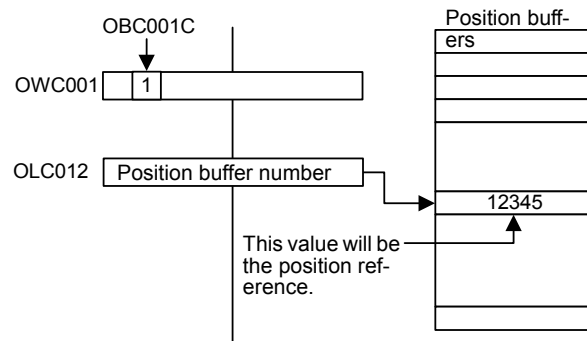 OBC001C
Position buff-
ers
OWC001
1
OLC012
Position buffer number
12345
This value will be
the position ref-
erence.